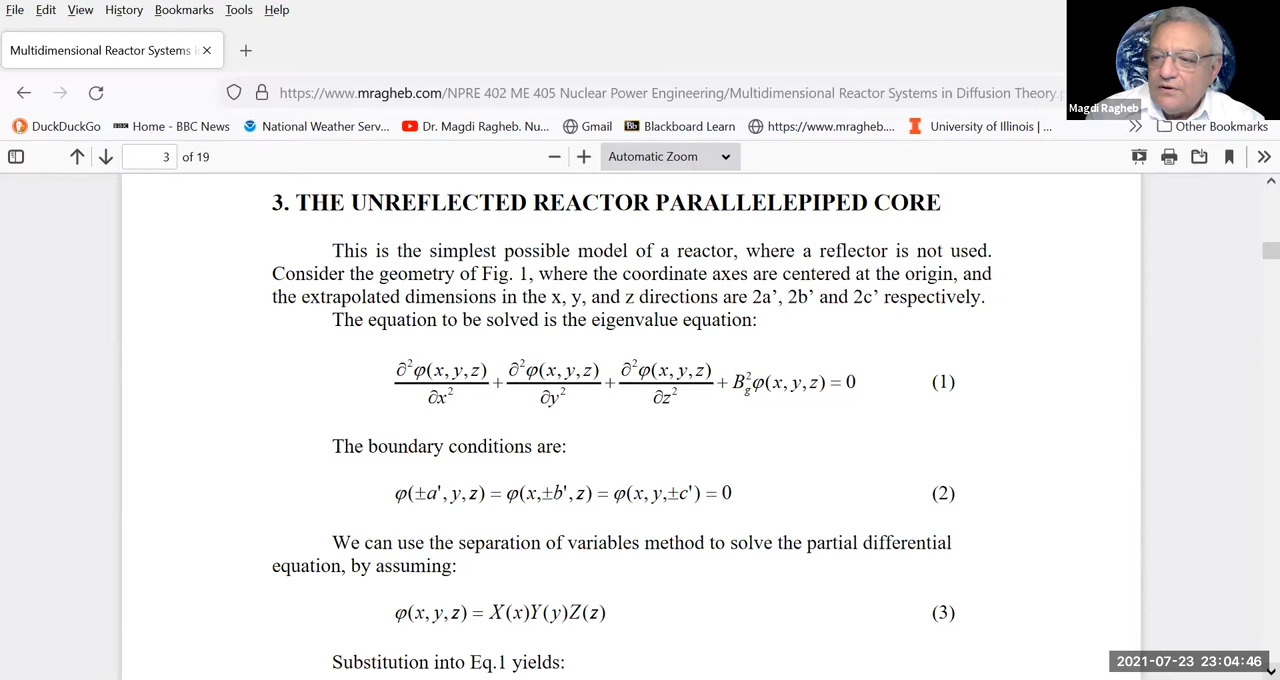 File Edit View History Bookmarks Tools Help
Multidimensional Reactor Systems i
https://www.mragheb.com/NPRE 402 ME 405 Nuclear Power Engineering/Multidimensional Reactor Systems in Diffusion Theory.p
Magdi Ragheb
DuckDuckGo Home - BBC News National Weather Serv... Dr. Magdi Ragheb. Nu... Gmail Blackboard Learn https://www.mragheb.... University of Illinois | ... Other Bookmarks
3 of 19 Automatic Zoom
3. THE UNREFLECTED REACTOR PARALLELEPIPED CORE
This is the simplest possible model of a reactor, where a reflector is not used.
Consider the geometry of Fig. 1, where the coordinate axes are centered at the origin, and
the extrapolated dimensions in the x, y, and z directions are 2a’, 2b’ and 2c’ respectively.
The equation to be solved is the eigenvalue equation:
∂²φ(x,y,z)/∂x² + ∂²φ(x,y,z)/∂y² + ∂²φ(x,y,z)/∂z² + B_g²φ(x,y,z) = 0 (1)
The boundary conditions are:
φ(±a',y,z) = φ(x,±b',z) = φ(x,y,±c') = 0 (2)
We can use the separation of variables method to solve the partial differential
equation, by assuming:
φ(x,y,z) = X(x)Y(y)Z(z) (3)
Substitution into Eq.1 yields:
2021-07-23 23:04:46